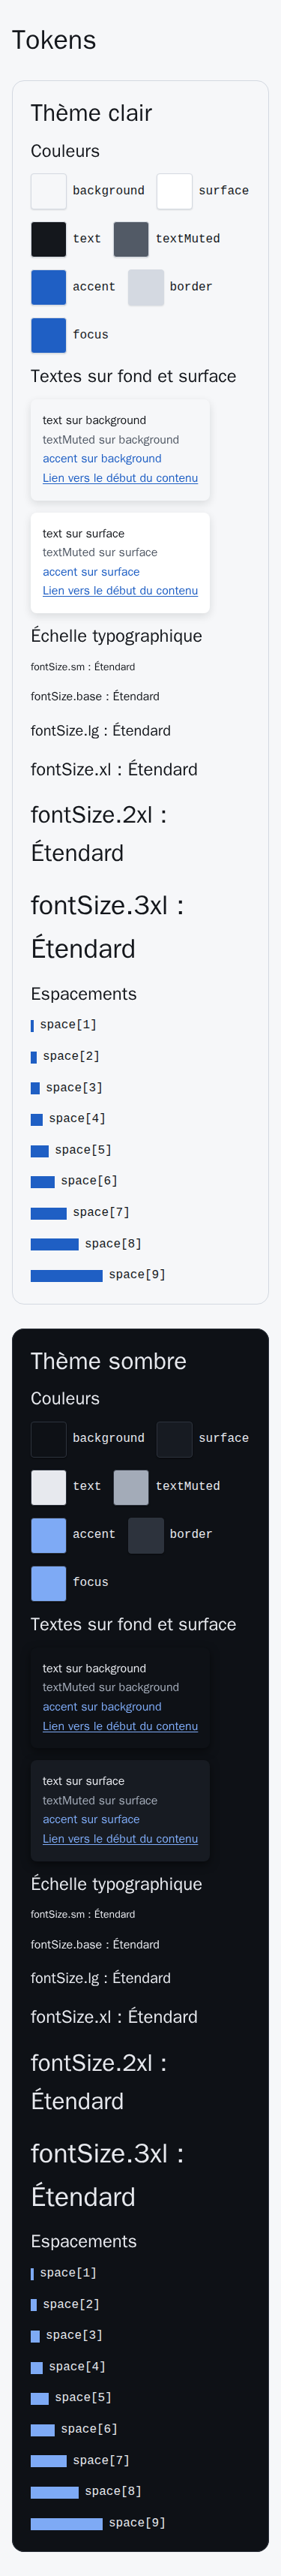 Tokens
Thème clair
Couleurs
background surface
text textMuted
accent border
focus
Textes sur fond et surface
text sur background
textMuted sur background
accent sur background
Lien vers le début du contenu
text sur surface
textMuted sur surface
accent sur surface
Lien vers le début du contenu
Échelle typographique
fontSize.sm : Étendard
fontSize.base : Étendard
fontSize.lg : Étendard
fontSize.xl : Étendard
fontSize.2xl :
Étendard
fontSize.3xl :
Étendard
Espacements
space[1]
space[2]
space[3]
space[4]
space[5]
space[6]
space[7]
space[8]
space[9]
Thème sombre
Couleurs
background surface
text textMuted
accent border
focus
Textes sur fond et surface
text sur background
textMuted sur background
accent sur background
Lien vers le début du contenu
text sur surface
textMuted sur surface
accent sur surface
Lien vers le début du contenu
Échelle typographique
fontSize.sm : Étendard
fontSize.base : Étendard
fontSize.lg : Étendard
fontSize.xl : Étendard
fontSize.2xl :
Étendard
fontSize.3xl :
Étendard
Espacements
space[1]
space[2]
space[3]
space[4]
space[5]
space[6]
space[7]
space[8]
space[9]